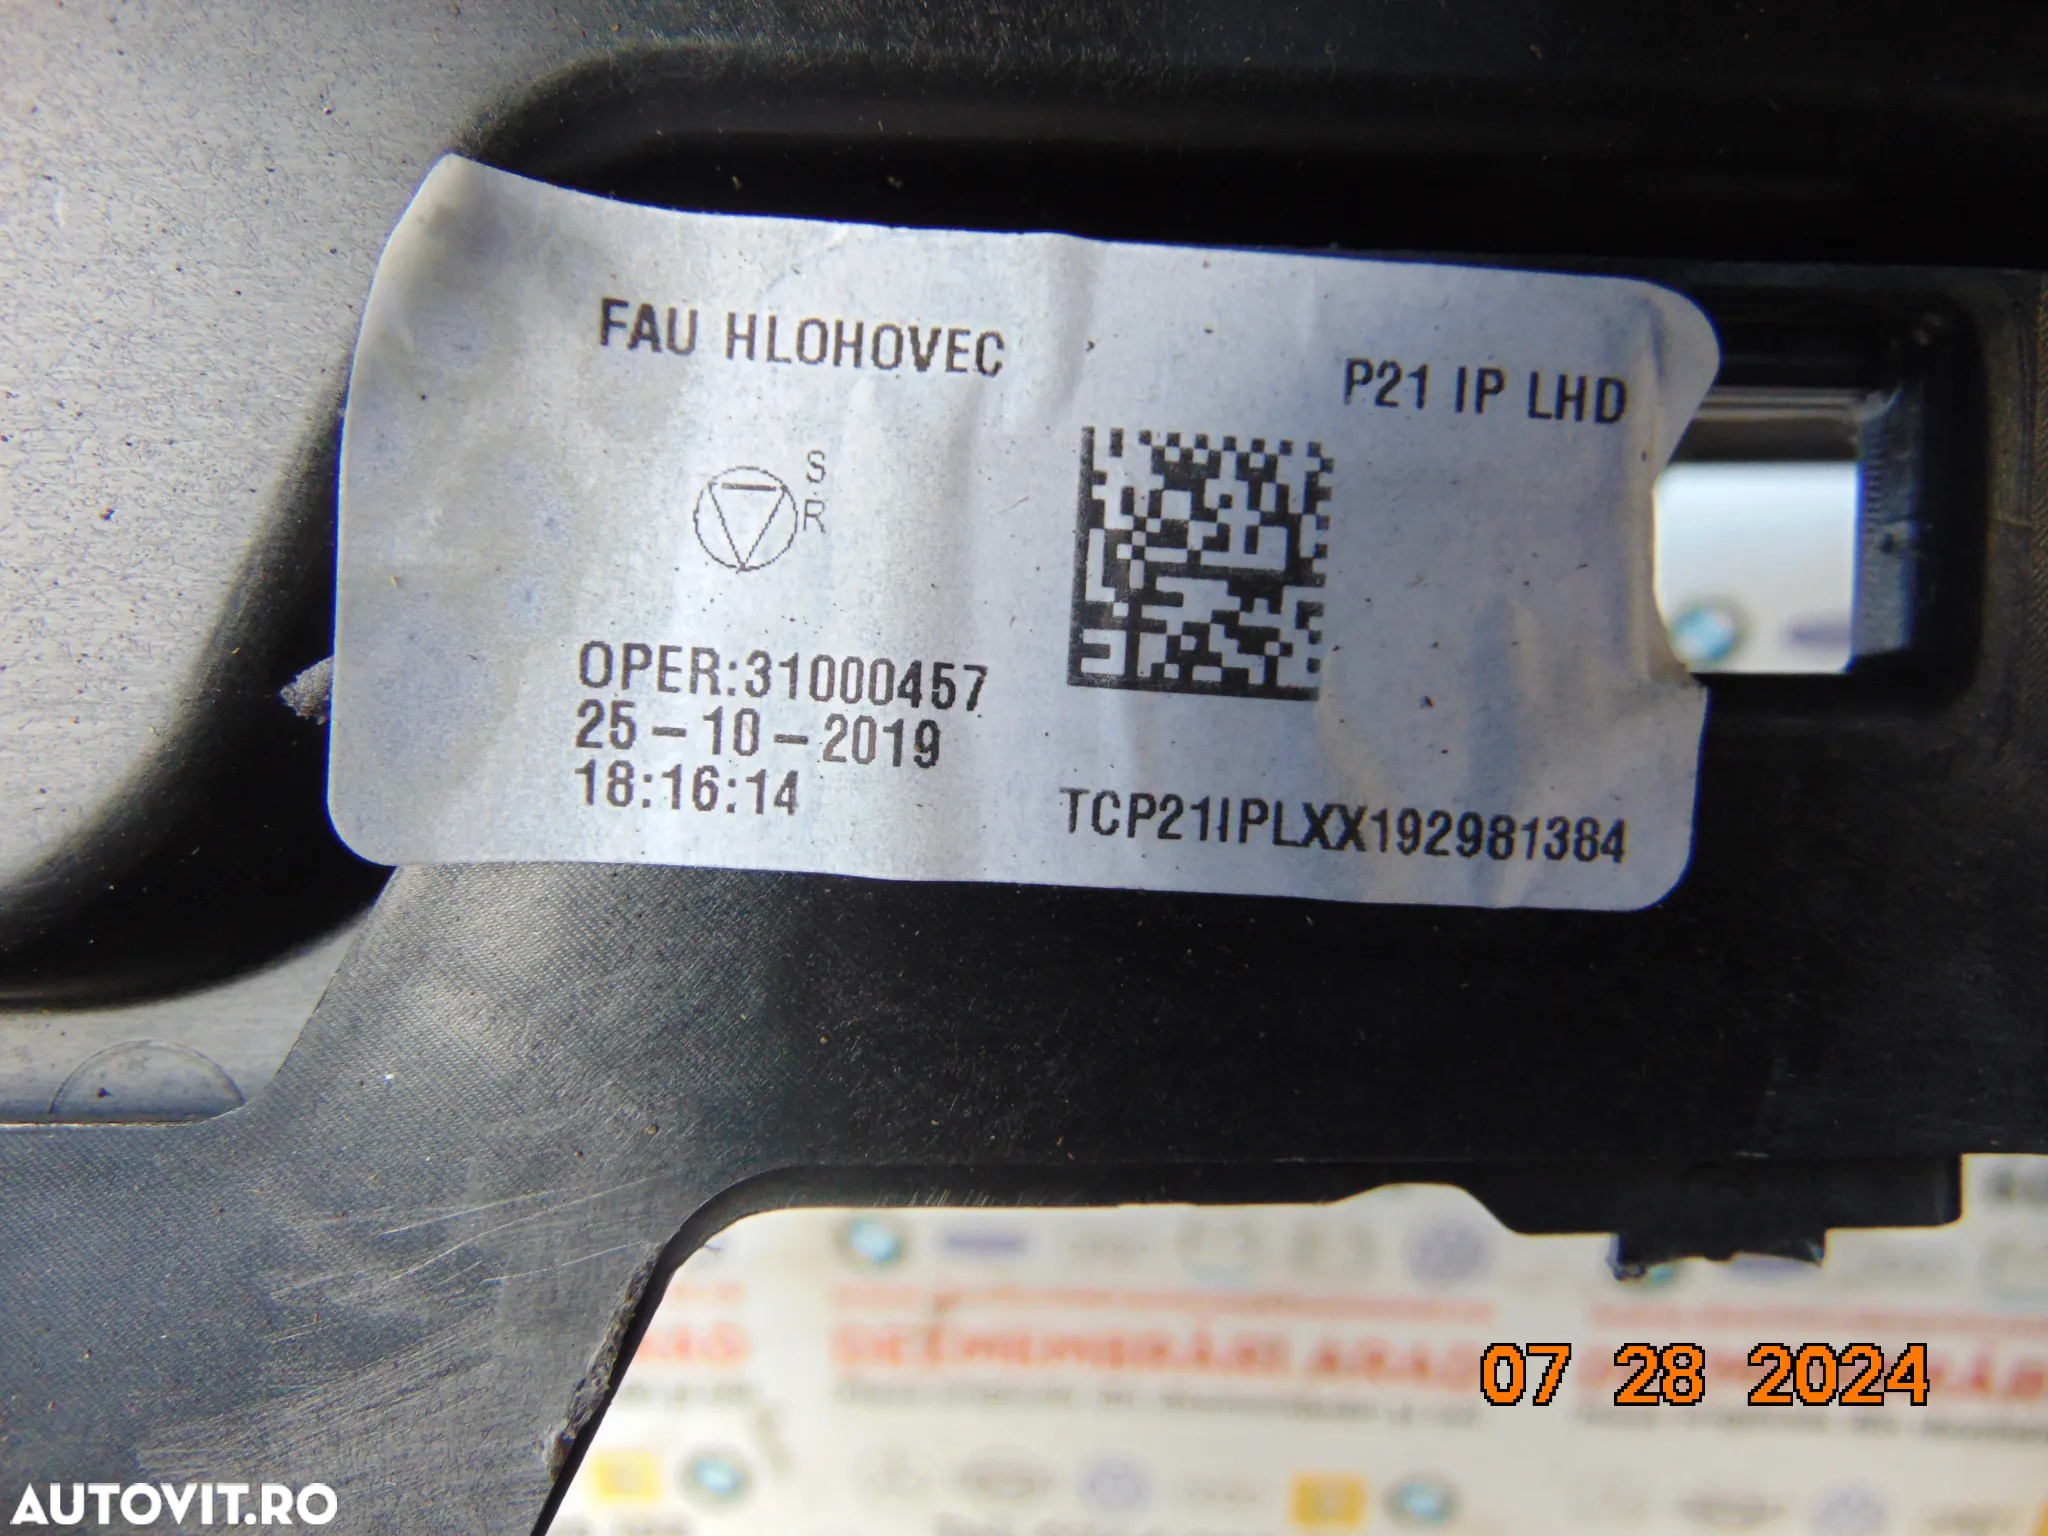 FAU HLOHOVEC
P21 IP LHD
S
R
OPER:31000457
25-10-2019
18:16:14
TCP21IPLXX192981384
07 28 2024
AUTOVIT.RO